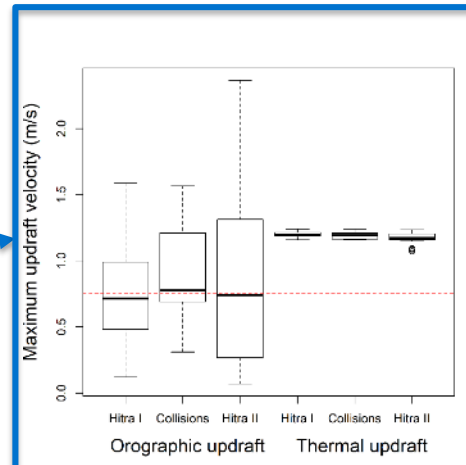 Maximum updraft velocity (m/s)
2.0
1.5
1.0
0.5
0.0
Hitra I Collisions Hitra II Hitra I Collisions Hitra II
Orographic updraft Thermal updraft